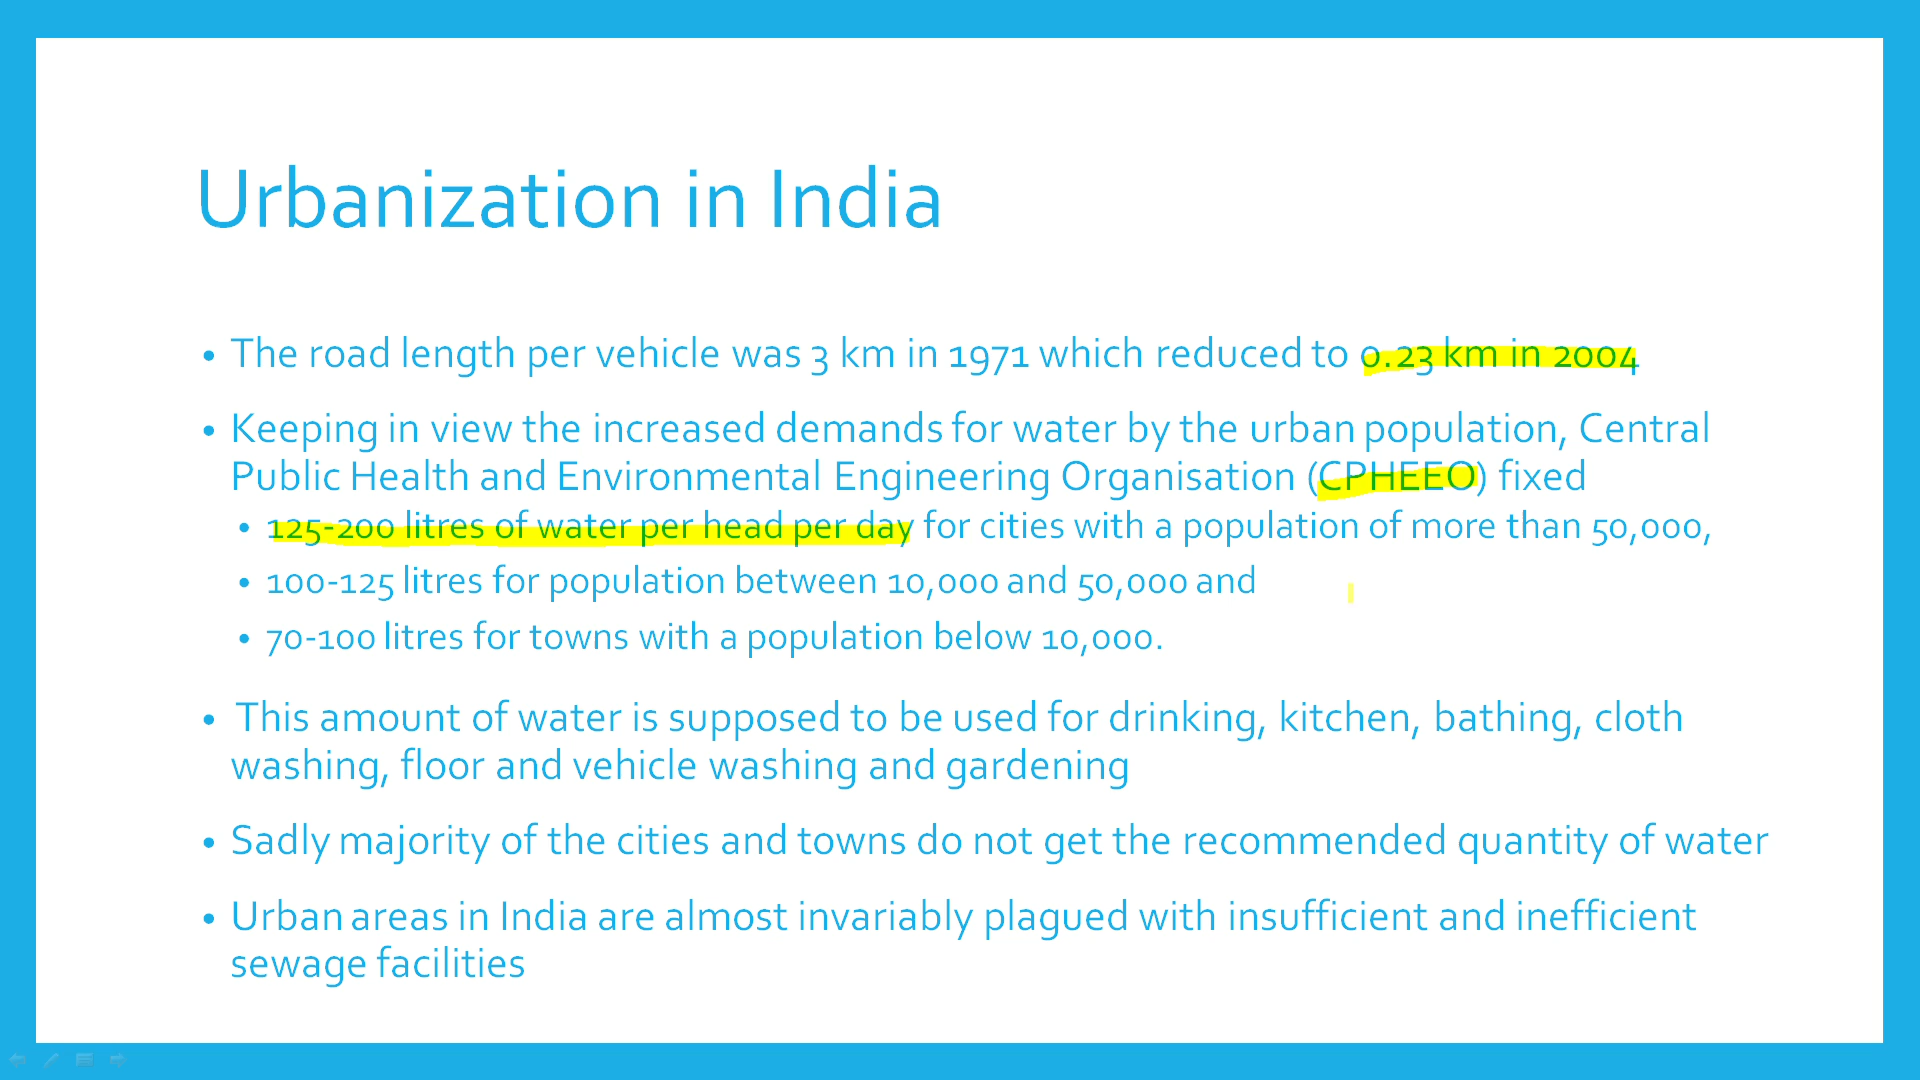 Urbanization in India
• The road length per vehicle was 3 km in 1971 which reduced to 0.23 km in 2004
• Keeping in view the increased demands for water by the urban population, Central
Public Health and Environmental Engineering Organisation (CPHEEO) fixed
• 125-200 litres of water per head per day for cities with a population of more than 50,000,
• 100-125 litres for population between 10,000 and 50,000 and
• 70-100 litres for towns with a population below 10,000.
• This amount of water is supposed to be used for drinking, kitchen, bathing, cloth
washing, floor and vehicle washing and gardening
• Sadly majority of the cities and towns do not get the recommended quantity of water
• Urban areas in India are almost invariably plagued with insufficient and inefficient
sewage facilities